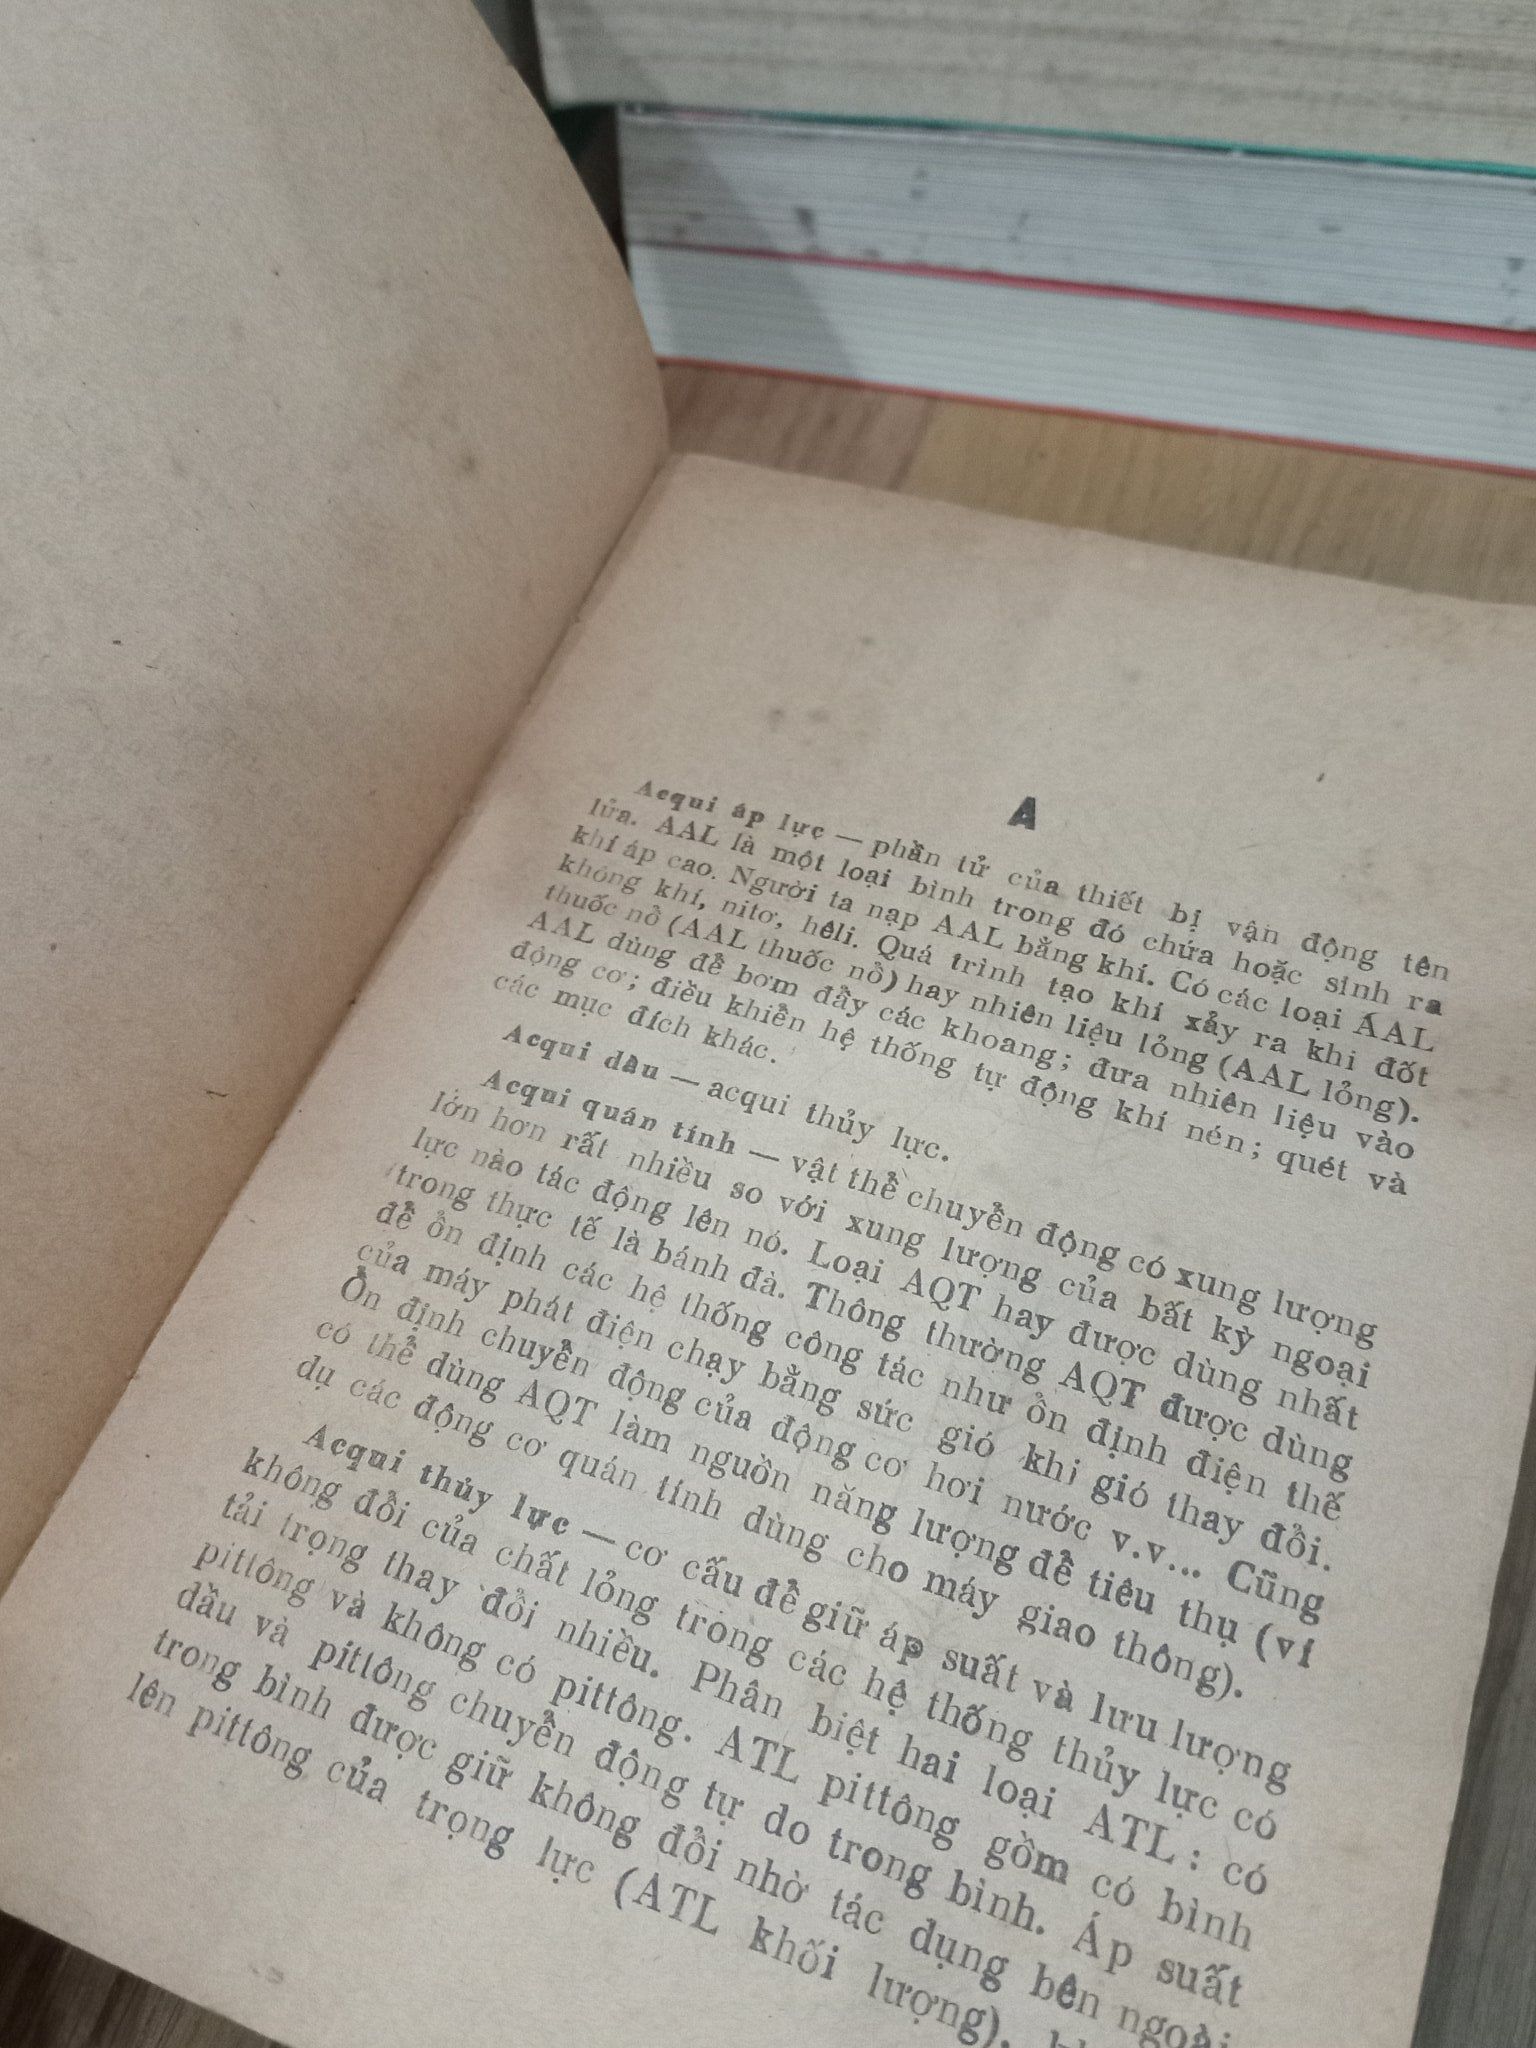 A
Acqui áp lực — phần tử của thiết bị vận động tên
lửa. AAL là một loại bình trong đó chứa hoặc sinh ra
khí áp cao. Người ta nạp AAL bằng khí. Có các loại AAL
không khí, nitơ, hêli. Quá trình tạo khí xảy ra khi đốt
thuốc nổ (AAL thuốc nổ) hay nhiên liệu lỏng (AAL lỏng).
AAL dùng để bơm đầy các khoang; đưa nhiên liệu vào
động cơ; điều khiển hệ thống tự động khí nén; quét và
các mục đích khác.
Acqui dầu — acqui thủy lực.
Acqui quán tính — vật thể chuyển động có xung lượng
lớn hơn rất nhiều so với xung lượng của bất kỳ ngoại
lực nào tác động lên nó. Loại AQT hay được dùng nhất
trong thực tế là bánh đà. Thông thường AQT được dùng
để ổn định các hệ thống công tác như ổn định điện thế
của máy phát điện chạy bằng sức gió khi gió thay đổi.
Ổn định chuyển động của động cơ hơi nước v.v... Cũng
có thể dùng AQT làm nguồn năng lượng để tiêu thụ (ví
dụ các động cơ quán tính dùng cho máy giao thông).
Acqui thủy lực — cơ cấu để giữ áp suất và lưu lượng
không đổi của chất lỏng trong các hệ thống thủy lực có
tải trọng thay đổi nhiều. Phân biệt hai loại ATL: có
pittông và không có pittông. ATL pittông gồm có bình
dầu và pittông chuyển động tự do trong bình. Áp suất
trong bình được giữ không đổi nhờ tác dụng bên ngoài
lên pittông của trọng lực (ATL khối lượng),